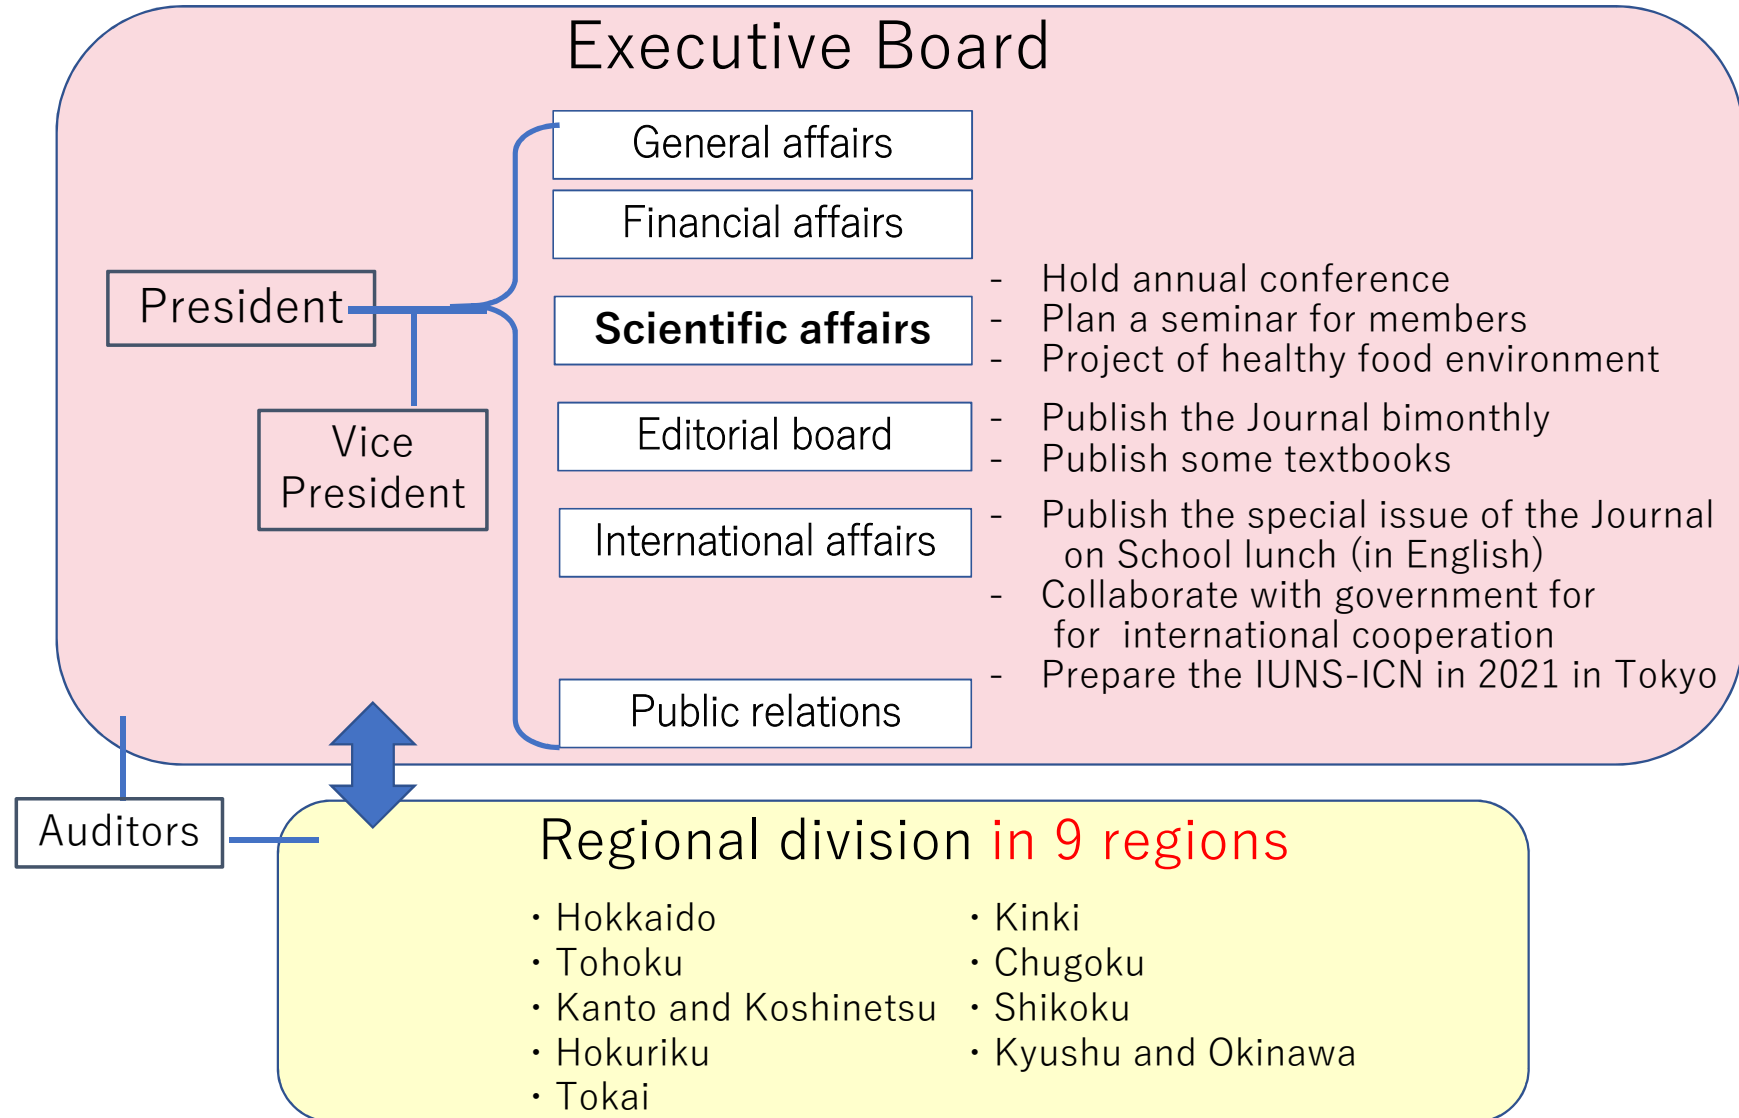 Executive Board
General affairs
Financial affairs
President
Scientific affairs
- Hold annual conference
- Plan a seminar for members
- Project of healthy food environment
Vice
President
Editorial board
- Publish the Journal bimonthly
- Publish some textbooks
International affairs
- Publish the special issue of the Journal
on School lunch (in English)
- Collaborate with government for
for international cooperation
- Prepare the IUNS-ICN in 2021 in Tokyo
Public relations
Auditors
Regional division in 9 regions
・Hokkaido
・Tohoku
・Kanto and Koshinetsu
・Hokuriku
・Tokai
・Kinki
・Chugoku
・Shikoku
・Kyushu and Okinawa